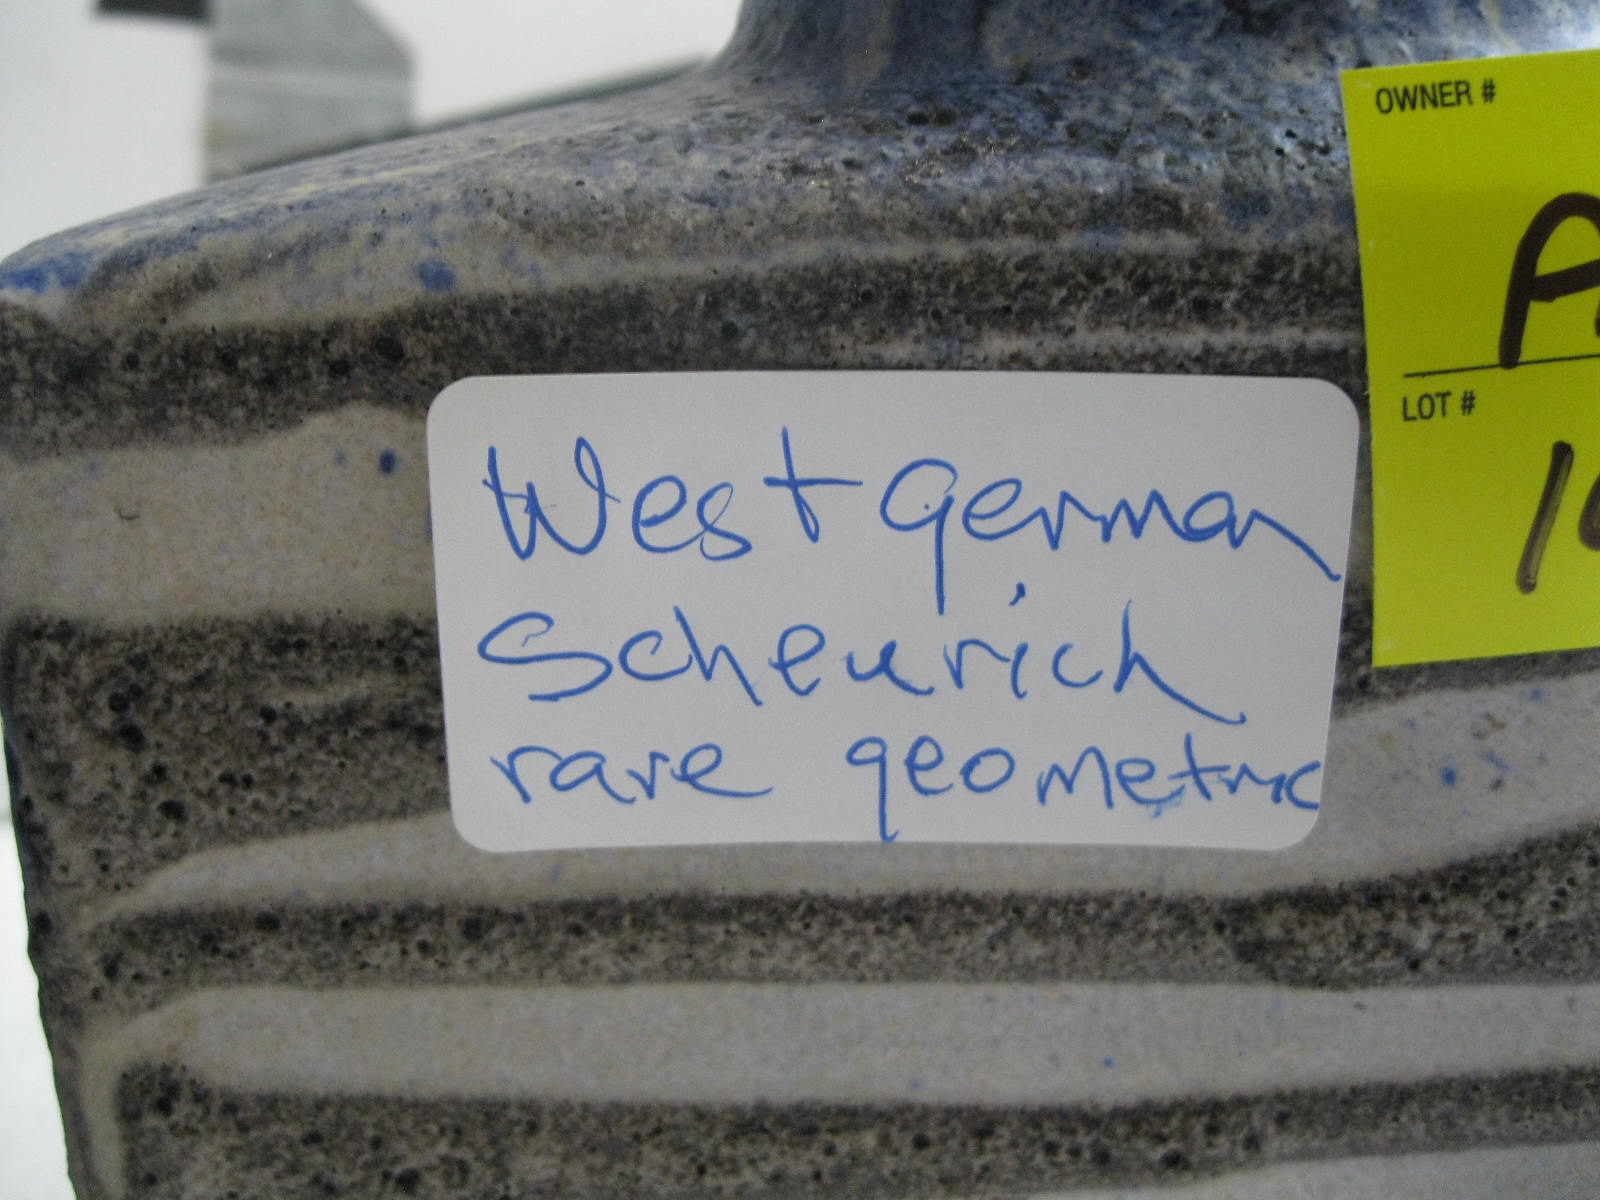 West german
Scheurich
rare geometric
OWNER #
LOT #